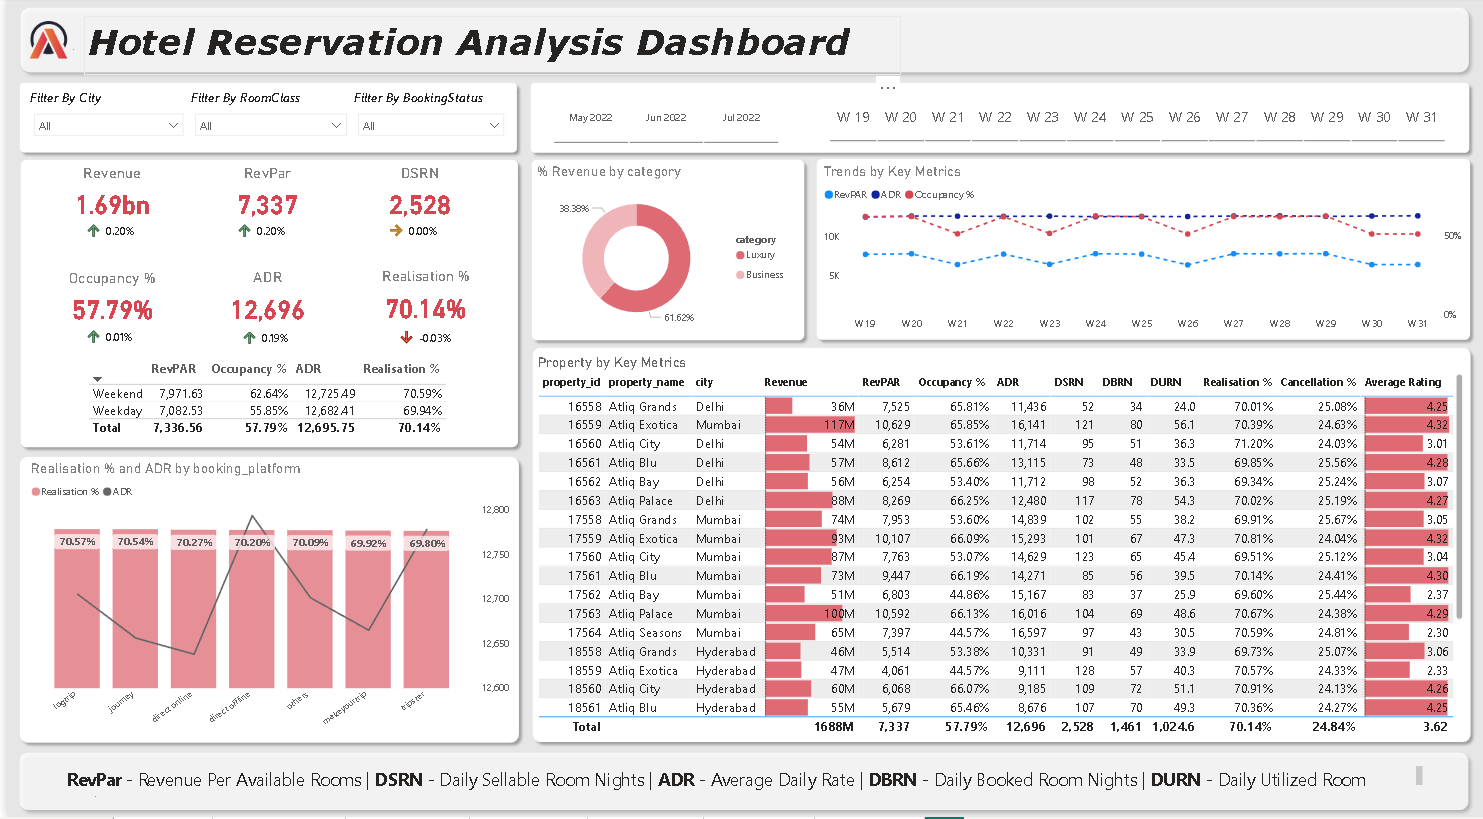 Hotel Reservation Analysis Dashboard
Filter By City
Filter By RoomClass
Filter By BookingStatus
All
All
All
May 2022 Jun 2022 Jul 2022
W 19 W 20 W 21 W 22 W 23 W 24 W 25 W 26 W 27 W 28 W 29 W 30 W 31
Revenue RevPar DSRN
1.69bn 7,337 2,528
0.20% 0.20% 0.00%
Occupancy % ADR Realisation %
57.79% 12,696 70.14%
0.01% 0.19% -0.03%
RevPAR Occupancy % ADR Realisation %
Weekend 7,971.63 62.64% 12,725.49 70.59%
Weekday 7,082.53 55.85% 12,682.41 69.94%
Total 7,336.56 57.79% 12,695.75 70.14%
% Revenue by category
38.38%
61.62%
category
Luxury
Business
Trends by Key Metrics
RevPAR ADR Occupancy %
10K
5K
50%
0%
W 19 W 20 W 21 W 22 W 23 W 24 W 25 W 26 W 27 W 28 W 29 W 30 W 31
Realisation % and ADR by booking_platform
Realisation % ADR
70.57% 70.54% 70.27% 70.20% 70.09% 69.92% 69.80%
12,800
12,750
12,700
12,650
12,600
logtrip journey direct online direct offline others makeyourtrip tripster
Property by Key Metrics
property_id property_name city Revenue RevPAR Occupancy % ADR DSRN DBRN DURN Realisation % Cancellation % Average Rating
16558 Atliq Grands Delhi 36M 7,525 65.81% 11,436 52 34 24.0 70.01% 25.08% 4.25
16559 Atliq Exotica Mumbai 117M 10,629 65.85% 16,141 121 80 56.1 70.39% 24.63% 4.32
16560 Atliq City Delhi 54M 6,281 53.61% 11,714 95 51 36.3 71.20% 24.03% 3.01
16561 Atliq Blu Delhi 57M 8,612 65.66% 13,115 73 48 33.5 69.85% 25.56% 4.28
16562 Atliq Bay Delhi 56M 6,254 53.40% 11,712 98 52 36.3 69.34% 25.24% 3.07
16563 Atliq Palace Delhi 88M 8,269 66.25% 12,480 117 78 54.3 70.02% 25.19% 4.27
17558 Atliq Grands Mumbai 74M 7,953 53.60% 14,839 102 55 38.2 69.91% 25.67% 3.05
17559 Atliq Exotica Mumbai 93M 10,107 66.09% 15,293 101 67 47.3 70.81% 24.04% 4.32
17560 Atliq City Mumbai 87M 7,763 53.07% 14,629 123 65 45.4 69.51% 25.12% 3.04
17561 Atliq Blu Mumbai 73M 9,447 66.19% 14,271 85 56 39.5 70.14% 24.41% 4.30
17562 Atliq Bay Mumbai 51M 6,803 44.86% 15,167 83 37 25.9 69.60% 25.44% 2.37
17563 Atliq Palace Mumbai 100M 10,592 66.13% 16,016 104 69 48.6 70.67% 24.38% 4.29
17564 Atliq Seasons Mumbai 65M 7,397 44.57% 16,597 97 43 30.5 70.59% 24.81% 2.30
18558 Atliq Grands Hyderabad 46M 5,514 53.38% 10,331 91 49 33.9 69.73% 25.07% 3.06
18559 Atliq Exotica Hyderabad 47M 4,061 44.57% 9,111 128 57 40.3 70.57% 24.33% 2.33
18560 Atliq City Hyderabad 60M 6,068 66.07% 9,185 109 72 51.1 70.91% 24.13% 4.26
18561 Atliq Blu Hyderabad 55M 5,679 65.46% 8,676 107 70 49.3 70.36% 24.27% 4.25
Total 1688M 7,337 57.79% 12,696 2,528 1,461 1,024.6 70.14% 24.84% 3.62
RevPar - Revenue Per Available Rooms | DSRN - Daily Sellable Room Nights | ADR - Average Daily Rate | DBRN - Daily Booked Room Nights | DURN - Daily Utilized Room